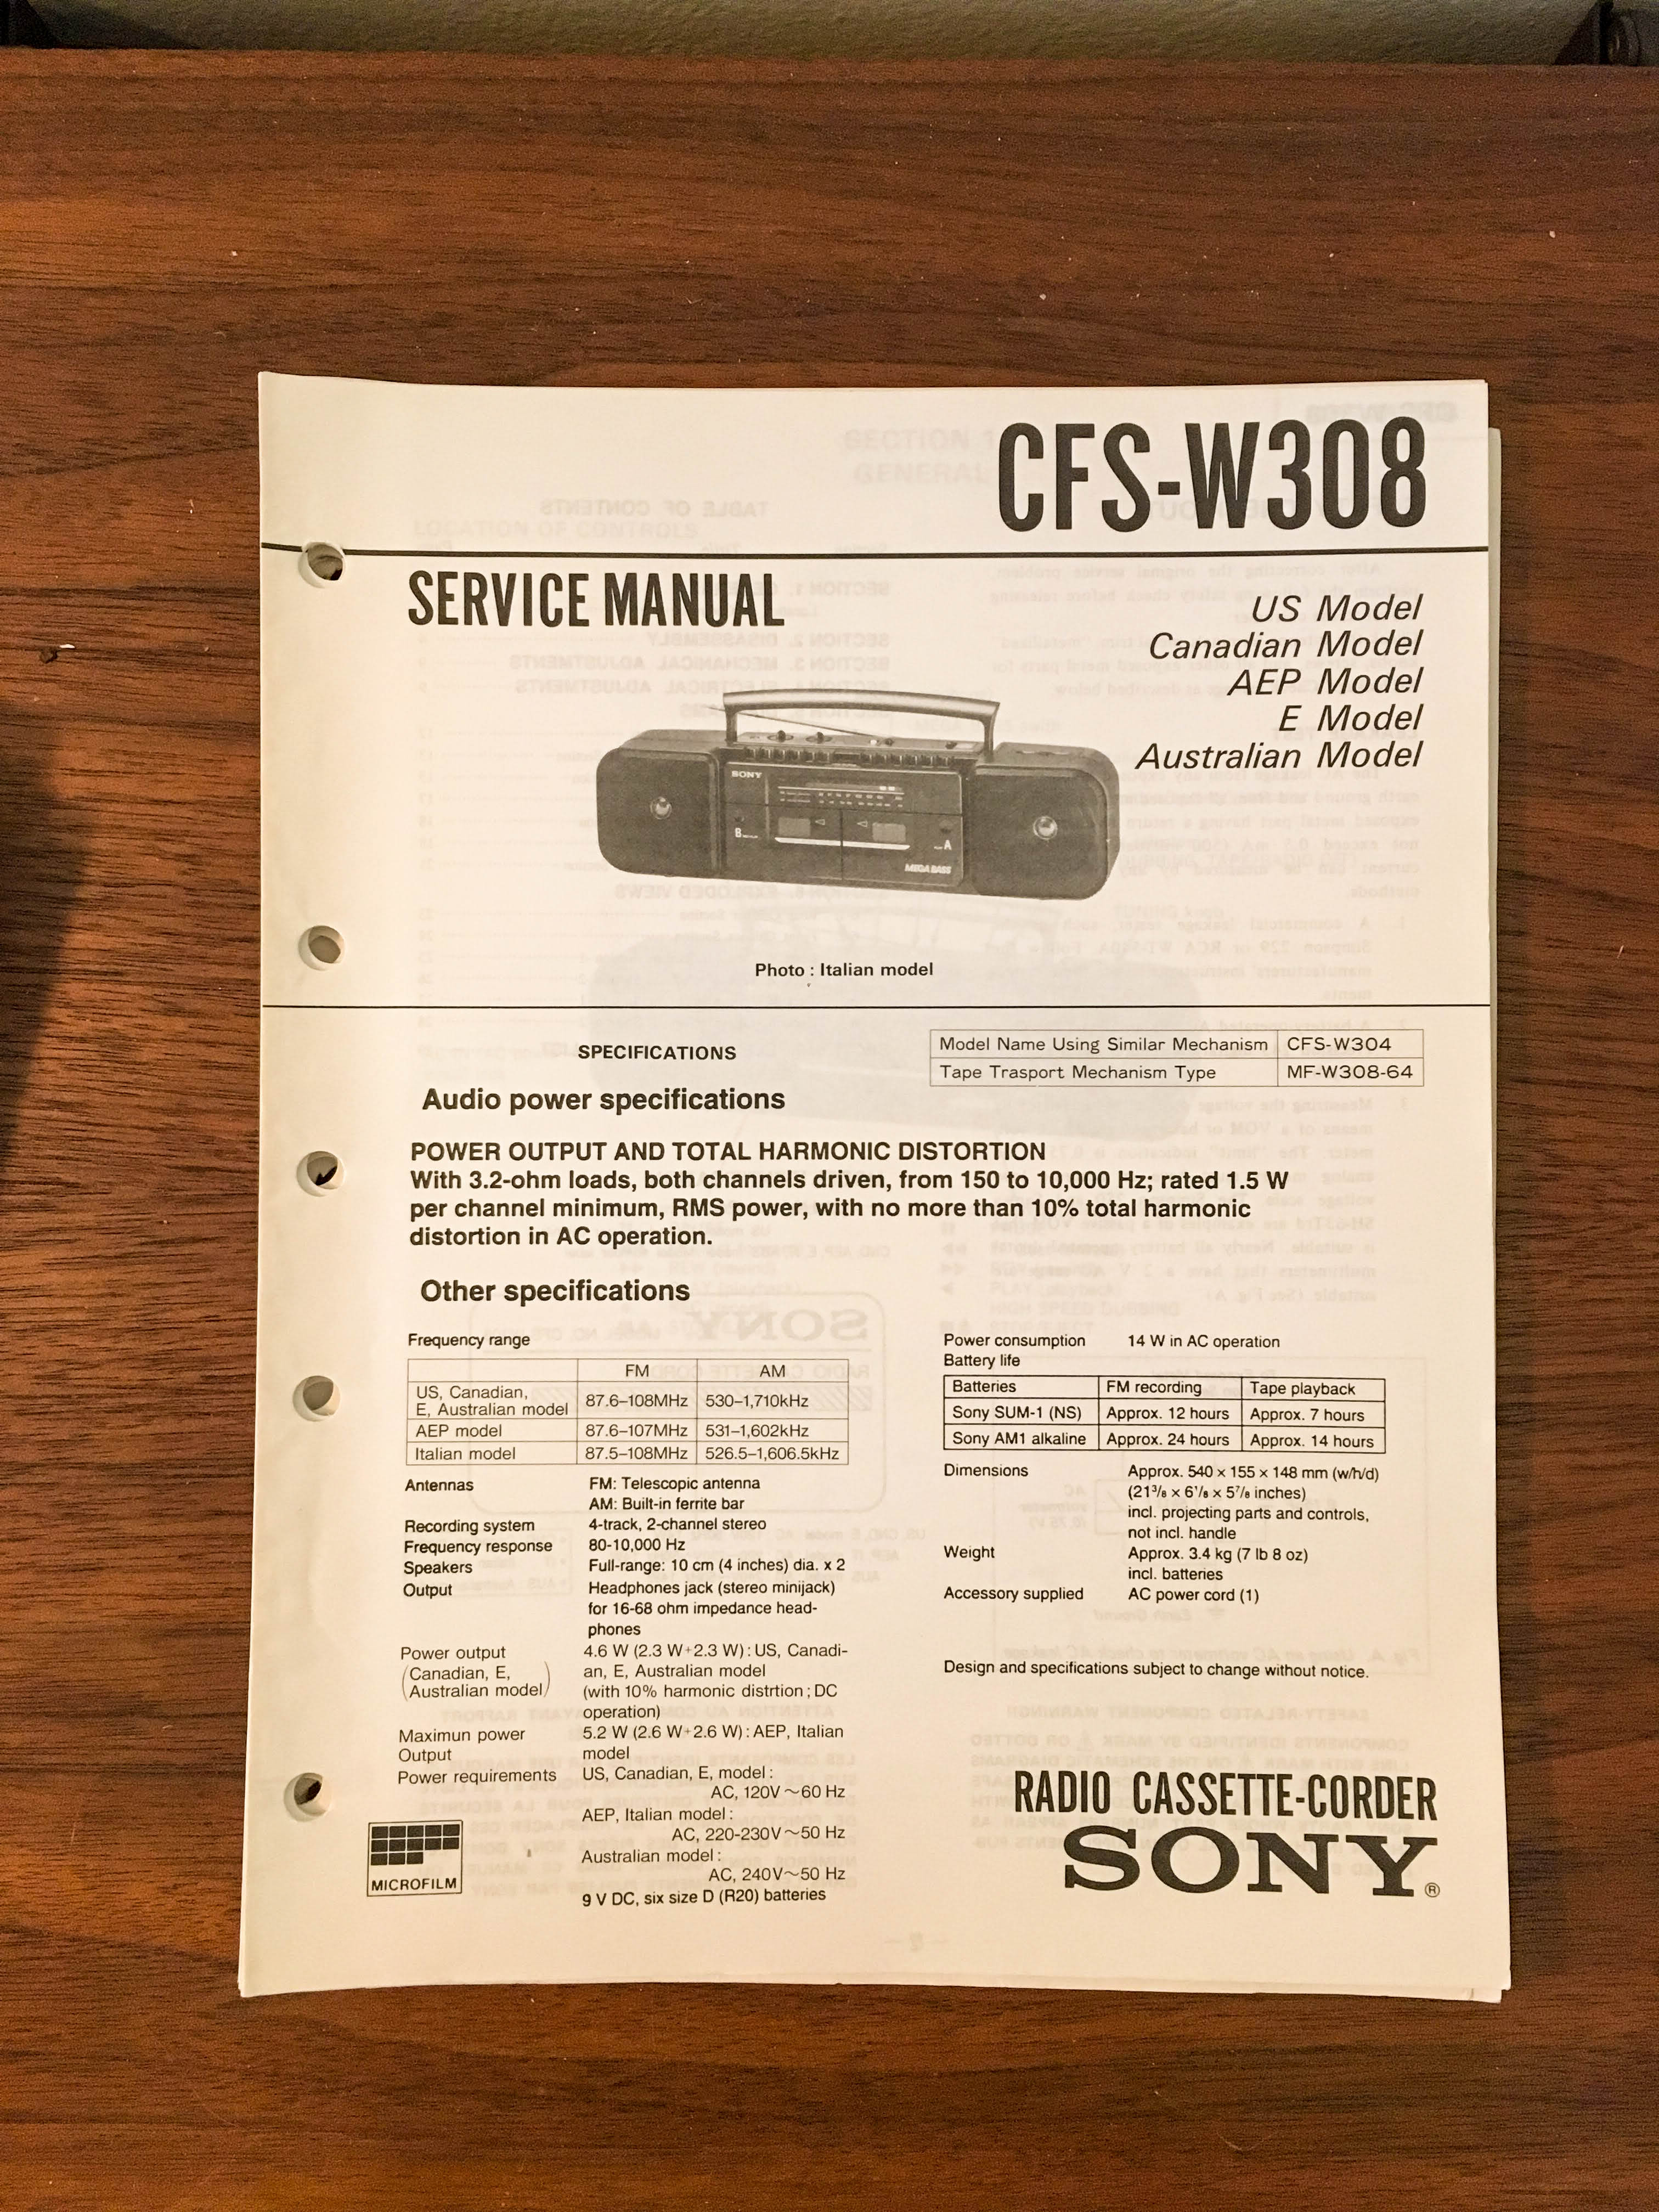 CFS-W308
SERVICE MANUAL
US Model
Canadian Model
AEP Model
E Model
Australian Model
SONY
B
A
MEGA BASS
Photo : Italian model
SPECIFICATIONS
Model Name Using Similar Mechanism CFS-W304
Tape Trasport Mechanism Type MF-W308-64
Audio power specifications
POWER OUTPUT AND TOTAL HARMONIC DISTORTION
With 3.2-ohm loads, both channels driven, from 150 to 10,000 Hz; rated 1.5 W
per channel minimum, RMS power, with no more than 10% total harmonic
distortion in AC operation.
Other specifications
Frequency range
FM AM
US, Canadian,
E, Australian model 87.6–108MHz 530–1,710kHz
AEP model 87.6–107MHz 531–1,602kHz
Italian model 87.5–108MHz 526.5–1,606.5kHz
Antennas FM: Telescopic antenna
AM: Built-in ferrite bar
Recording system 4-track, 2-channel stereo
Frequency response 80-10,000 Hz
Speakers Full-range: 10 cm (4 inches) dia. x 2
Output Headphones jack (stereo minijack)
for 16-68 ohm impedance head-
phones
Power output 4.6 W (2.3 W+2.3 W) : US, Canadi-
(Canadian, E, an, E, Australian model
Australian model) (with 10% harmonic distrtion ; DC
operation)
Maximun power 5.2 W (2.6 W+2.6 W) : AEP, Italian
Output model
Power requirements US, Canadian, E, model :
AC, 120V ~ 60 Hz
AEP, Italian model :
AC, 220-230V ~ 50 Hz
Australian model :
AC, 240V ~ 50 Hz
9 V DC, six size D (R20) batteries
MICROFILM
Power consumption 14 W in AC operation
Battery life
Batteries FM recording Tape playback
Sony SUM-1 (NS) Approx. 12 hours Approx. 7 hours
Sony AM1 alkaline Approx. 24 hours Approx. 14 hours
Dimensions Approx. 540 × 155 × 148 mm (w/h/d)
(21³/₈ × 6¹/₈ × 5⁷/₈ inches)
incl. projecting parts and controls,
not incl. handle
Weight Approx. 3.4 kg (7 lb 8 oz)
incl. batteries
Accessory supplied AC power cord (1)
Design and specifications subject to change without notice.
RADIO CASSETTE-CORDER
SONY®